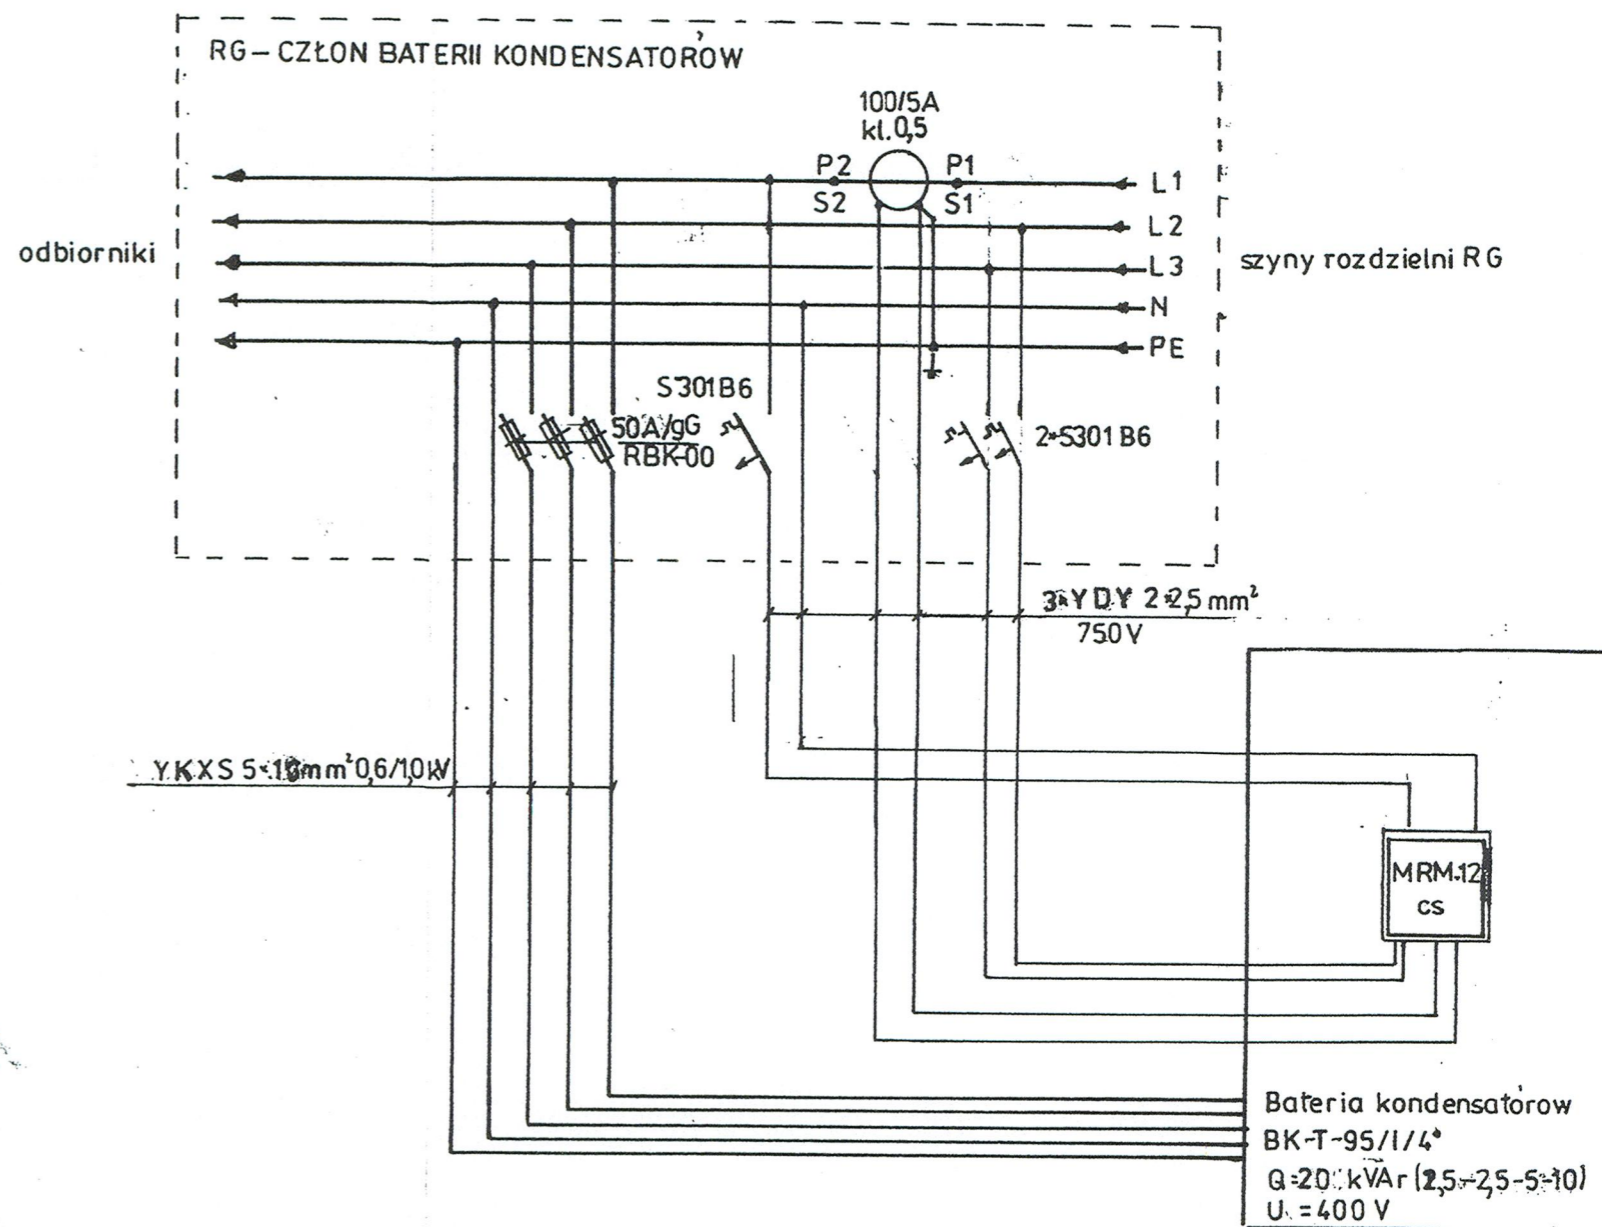 RG-CZŁON BATERII KONDENSATORÓW
100/5A
kl.0,5
P2 P1
S2 S1
L1
L2
L3
N
PE
odbiorniki
szyny rozdzielni RG
S301B6
50A/gG
RBK-00
2*S301 B6
3*YDY 2*2,5 mm²
750V
YKXS 5*10mm² 0,6/1,0kV
MRM-12
cs
Bateria kondensatorów
BK-T-95/I/4*
Q=20 kVAr (2,5-2,5-5-10)
U =400 V